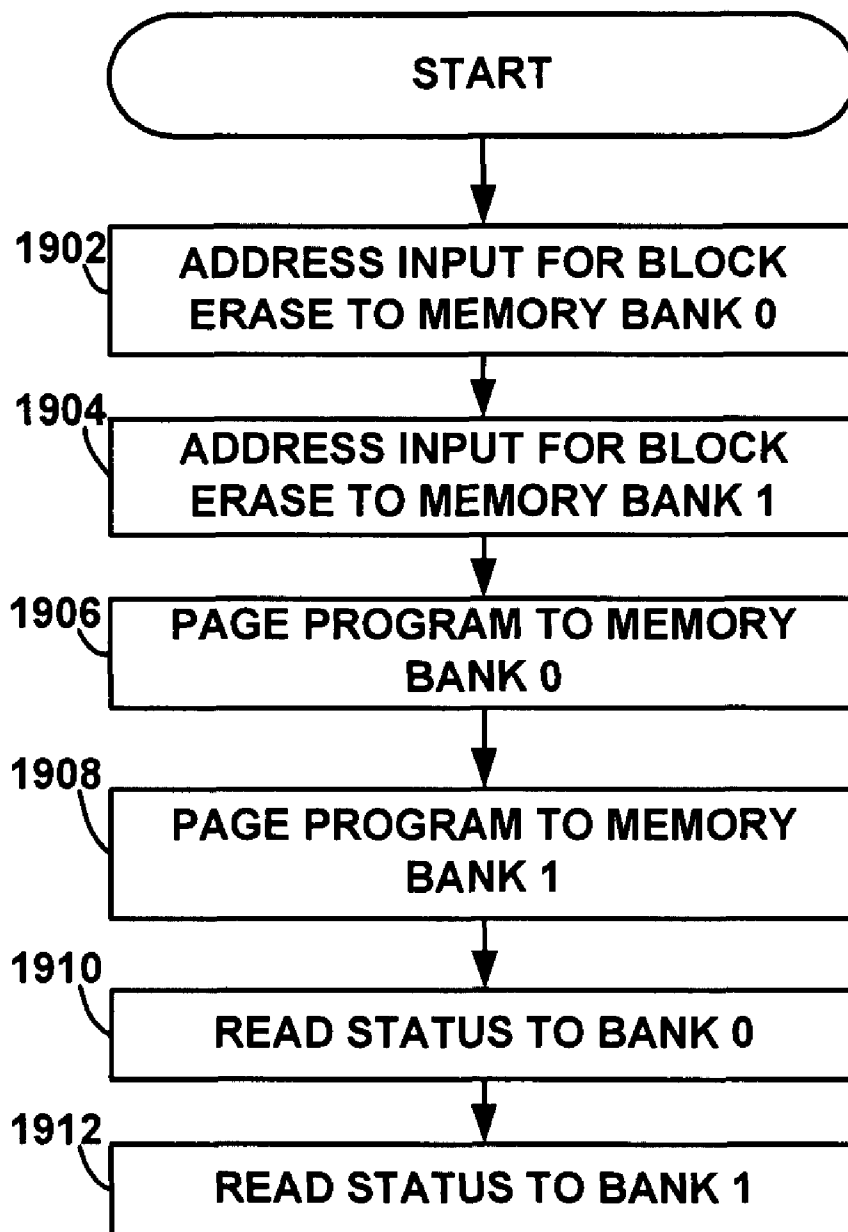 START
1902
ADDRESS INPUT FOR BLOCK
ERASE TO MEMORY BANK 0
1904
ADDRESS INPUT FOR BLOCK
ERASE TO MEMORY BANK 1
1906
PAGE PROGRAM TO MEMORY
BANK 0
1908
PAGE PROGRAM TO MEMORY
BANK 1
1910
READ STATUS TO BANK 0
1912
READ STATUS TO BANK 1